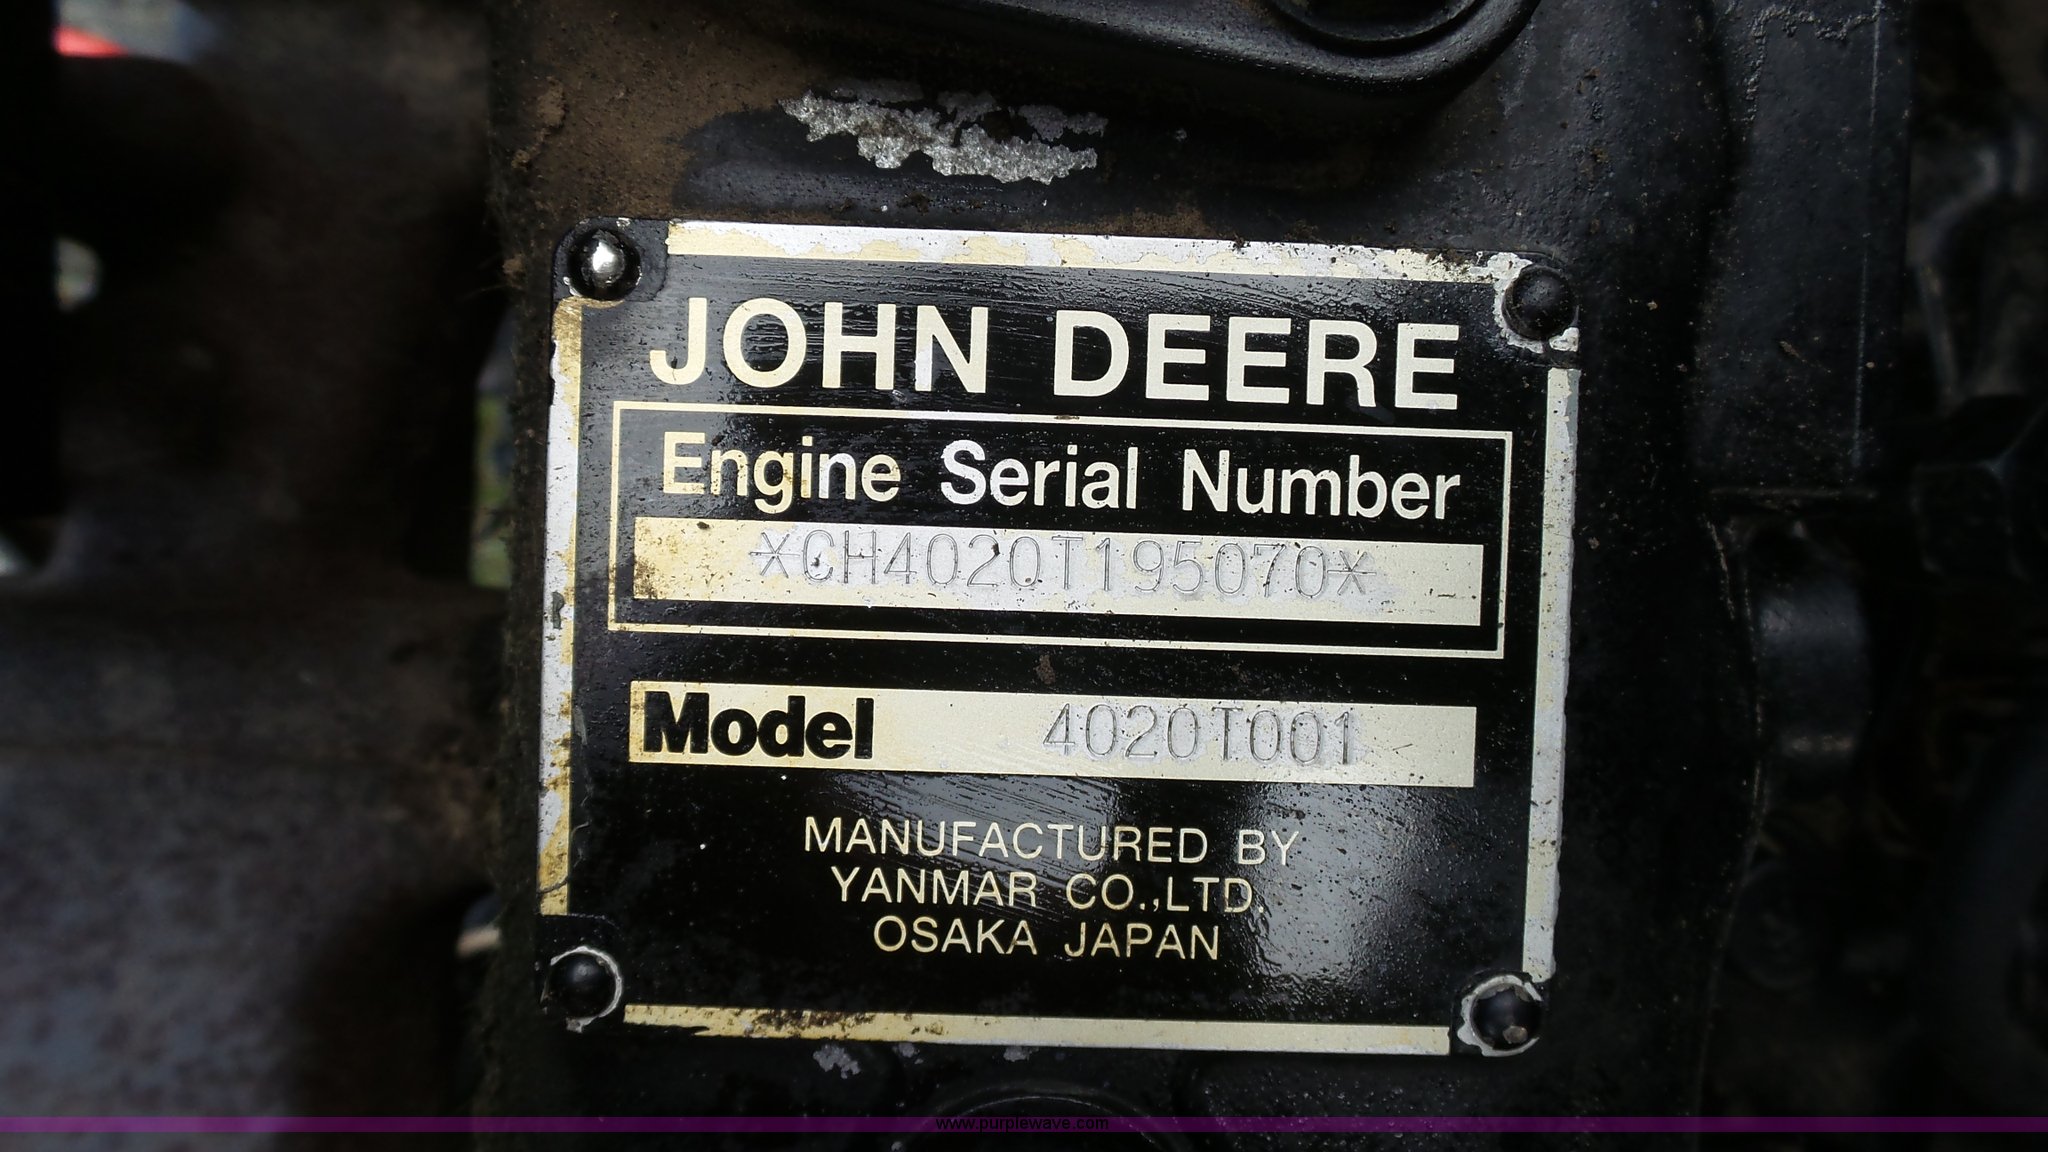 JOHN DEERE
Engine Serial Number
*CH4020T195070*
Model 4020T001
MANUFACTURED BY
YANMAR CO.,LTD.
OSAKA JAPAN
www.purplewave.com